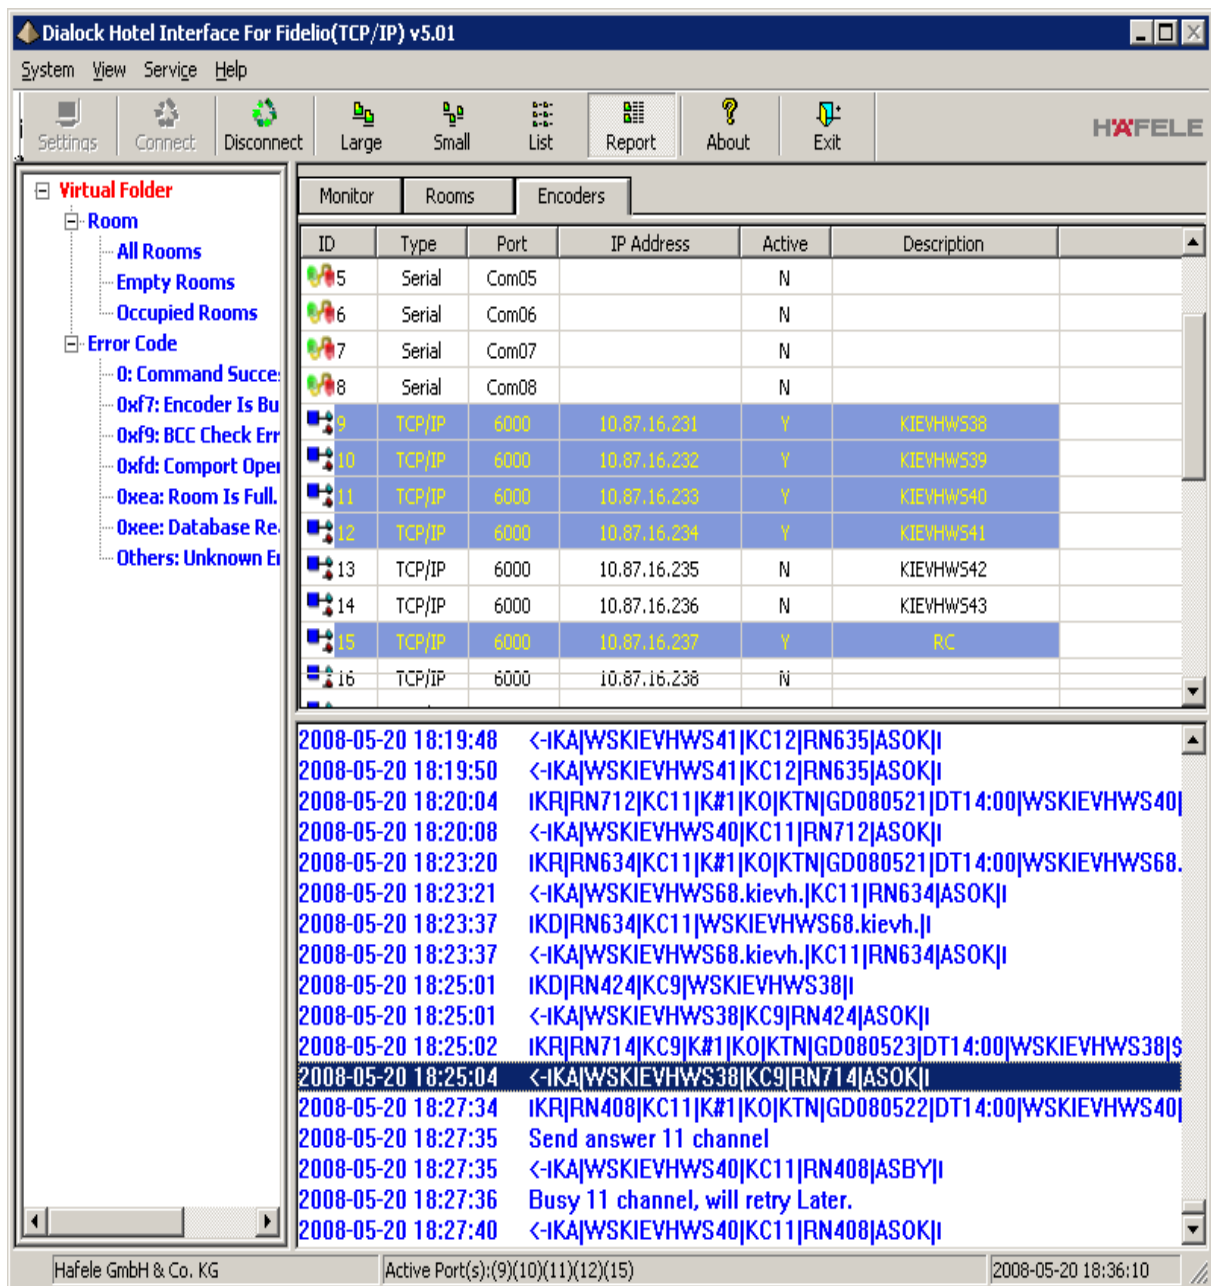 Dialock Hotel Interface For Fidelio(TCP/IP) v5.01
System View Service Help
Settings Connect Disconnect Large Small List Report About Exit HÄFELE
Virtual Folder
Room
All Rooms
Empty Rooms
Occupied Rooms
Error Code
0: Command Succe
0xf7: Encoder Is Bu
0xf9: BCC Check Err
0xfd: Comport Ope
0xea: Room Is Full.
0xee: Database Re
Others: Unknown E
Monitor Rooms Encoders
ID Type Port IP Address Active Description
5 Serial Com05 N
6 Serial Com06 N
7 Serial Com07 N
8 Serial Com08 N
9 TCP/IP 6000 10.87.16.231 Y KIEVHWS38
10 TCP/IP 6000 10.87.16.232 Y KIEVHWS39
11 TCP/IP 6000 10.87.16.233 Y KIEVHWS40
12 TCP/IP 6000 10.87.16.234 Y KIEVHWS41
13 TCP/IP 6000 10.87.16.235 N KIEVHWS42
14 TCP/IP 6000 10.87.16.236 N KIEVHWS43
15 TCP/IP 6000 10.87.16.237 Y RC
16 TCP/IP 6000 10.87.16.238 N
2008-05-20 18:19:48 <-ıKA|WSKIEVHWS41|KC12|RN635|ASOK|ı
2008-05-20 18:19:50 <-ıKA|WSKIEVHWS41|KC12|RN635|ASOK|ı
2008-05-20 18:20:04 ıKR|RN712|KC11|K#1|KO|KTN|GD080521|DT14:00|WSKIEVHWS40|
2008-05-20 18:20:08 <-ıKA|WSKIEVHWS40|KC11|RN712|ASOK|ı
2008-05-20 18:23:20 ıKR|RN634|KC11|K#1|KO|KTN|GD080521|DT14:00|WSKIEVHWS68.
2008-05-20 18:23:21 <-ıKA|WSKIEVHWS68.kievh.|KC11|RN634|ASOK|ı
2008-05-20 18:23:37 ıKD|RN634|KC11|WSKIEVHWS68.kievh.|ı
2008-05-20 18:23:37 <-ıKA|WSKIEVHWS68.kievh.|KC11|RN634|ASOK|ı
2008-05-20 18:25:01 ıKD|RN424|KC9|WSKIEVHWS38|ı
2008-05-20 18:25:01 <-ıKA|WSKIEVHWS38|KC9|RN424|ASOK|ı
2008-05-20 18:25:02 ıKR|RN714|KC9|K#1|KO|KTN|GD080523|DT14:00|WSKIEVHWS38|$
2008-05-20 18:25:04 <-ıKA|WSKIEVHWS38|KC9|RN714|ASOK|ı
2008-05-20 18:27:34 ıKR|RN408|KC11|K#1|KO|KTN|GD080522|DT14:00|WSKIEVHWS40|
2008-05-20 18:27:35 Send answer 11 channel
2008-05-20 18:27:35 <-ıKA|WSKIEVHWS40|KC11|RN408|ASBY|ı
2008-05-20 18:27:36 Busy 11 channel, will retry Later.
2008-05-20 18:27:40 <-ıKA|WSKIEVHWS40|KC11|RN408|ASOK|ı
Hafele GmbH & Co. KG Active Port(s):(9)(10)(11)(12)(15) 2008-05-20 18:36:10